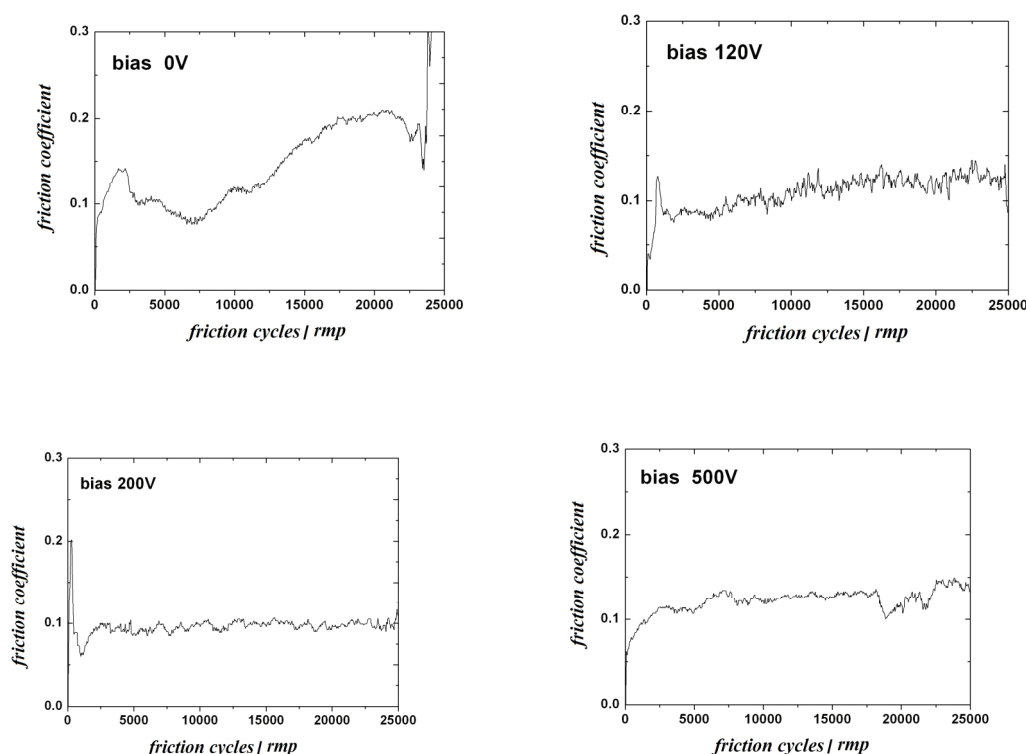 bias 0V
friction coefficient
0.3
0.2
0.1
0.0
0 5000 10000 15000 20000 25000
friction cycles / rmp
bias 120V
friction coefficient
0.3
0.2
0.1
0.0
0 5000 10000 15000 20000 25000
friction cycles / rmp
bias 200V
friction coefficient
0.3
0.2
0.1
0.0
0 5000 10000 15000 20000 25000
friction cycles / rmp
bias 500V
friction coefficient
0.3
0.2
0.1
0.0
0 5000 10000 15000 20000 25000
friction cycles / rmp